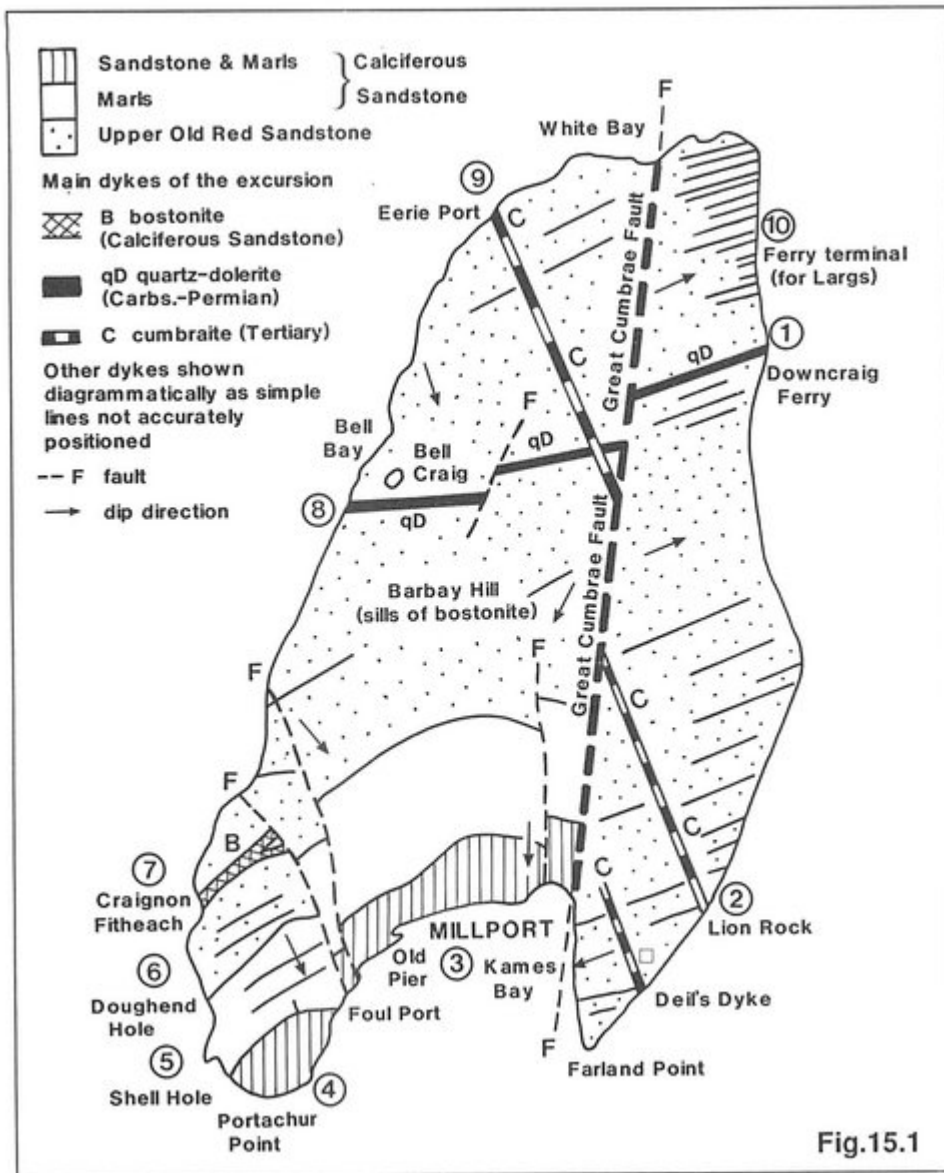 Sandstone & Marls
Marls
Calciferous
Sandstone
Upper Old Red Sandstone
Main dykes of the excursion
B bostonite
(Calciferous Sandstone)
qD quartz-dolerite
(Carbs.-Permian)
C cumbraite (Tertiary)
Other dykes shown
diagrammatically as simple
lines not accurately
positioned
F fault
dip direction
F
White Bay
9
Eerie Port
C
Great Cumbrae Fault
10
Ferry terminal
(for Largs)
1
Downcraig
Ferry
qD
C
F
qD
Bell
Bay
Bell
Craig
8
qD
Great Cumbrae Fault
Barbay Hill
(sills of bostonite)
F
F
C
F
B
C
C
7
Craignon
Fitheach
2
Lion Rock
MILLPORT
Old
Pier
3
Kames
Bay
Deil's Dyke
6
Doughend
Hole
Foul Port
F
Farland Point
5
Shell Hole
4
Portachur
Point
Fig.15.1